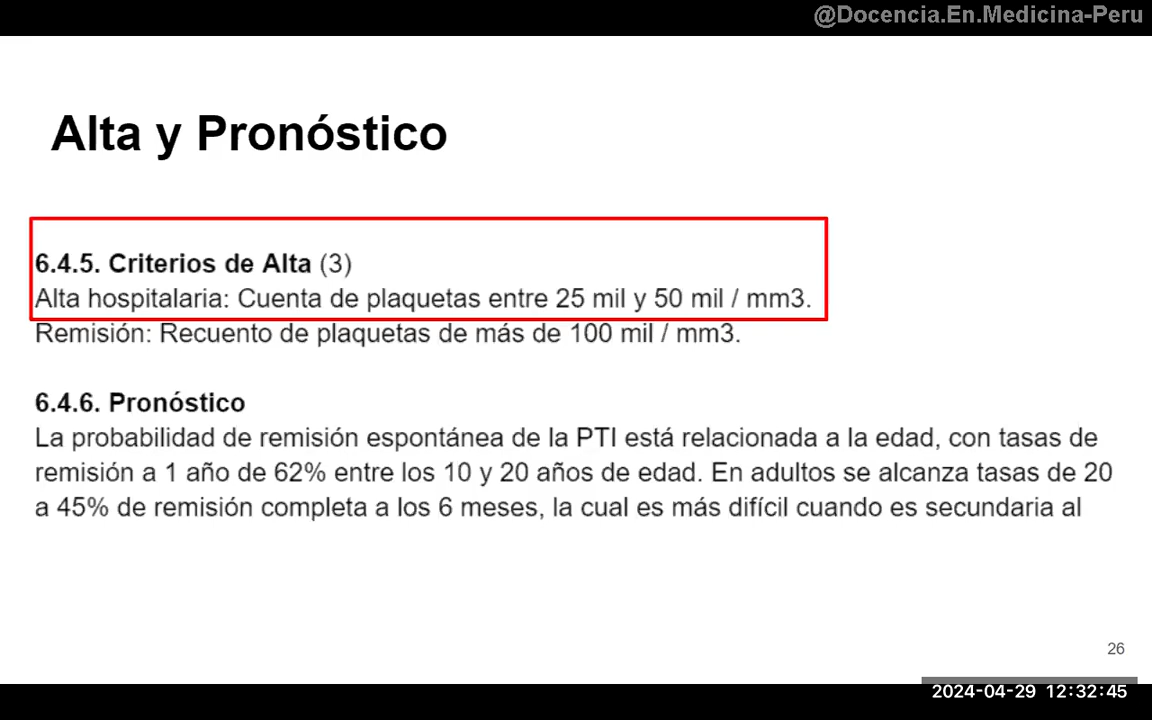 @Docencia.En.Medicina-Peru
Alta y Pronóstico
6.4.5. Criterios de Alta (3)
Alta hospitalaria: Cuenta de plaquetas entre 25 mil y 50 mil / mm3.
Remisión: Recuento de plaquetas de más de 100 mil / mm3.
6.4.6. Pronóstico
La probabilidad de remisión espontánea de la PTI está relacionada a la edad, con tasas de
remisión a 1 año de 62% entre los 10 y 20 años de edad. En adultos se alcanza tasas de 20
a 45% de remisión completa a los 6 meses, la cual es más difícil cuando es secundaria al
26
2024-04-29 12:32:45